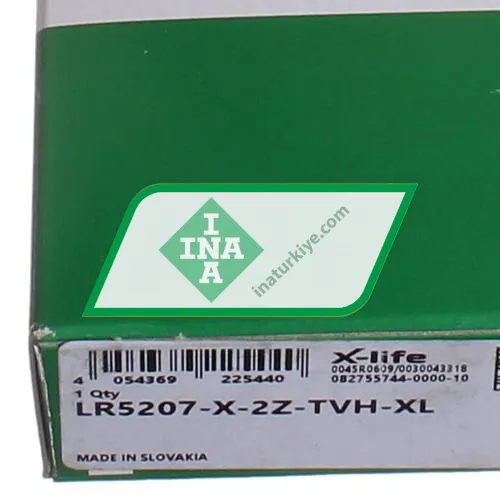 I
INA
A
inaturkiye.com
X-life
4 054369 225440
0045R0609/0030043318
082755744-0000-10
1 Qty
LR5207-X-2Z-TVH-XL
MADE IN SLOVAKIA